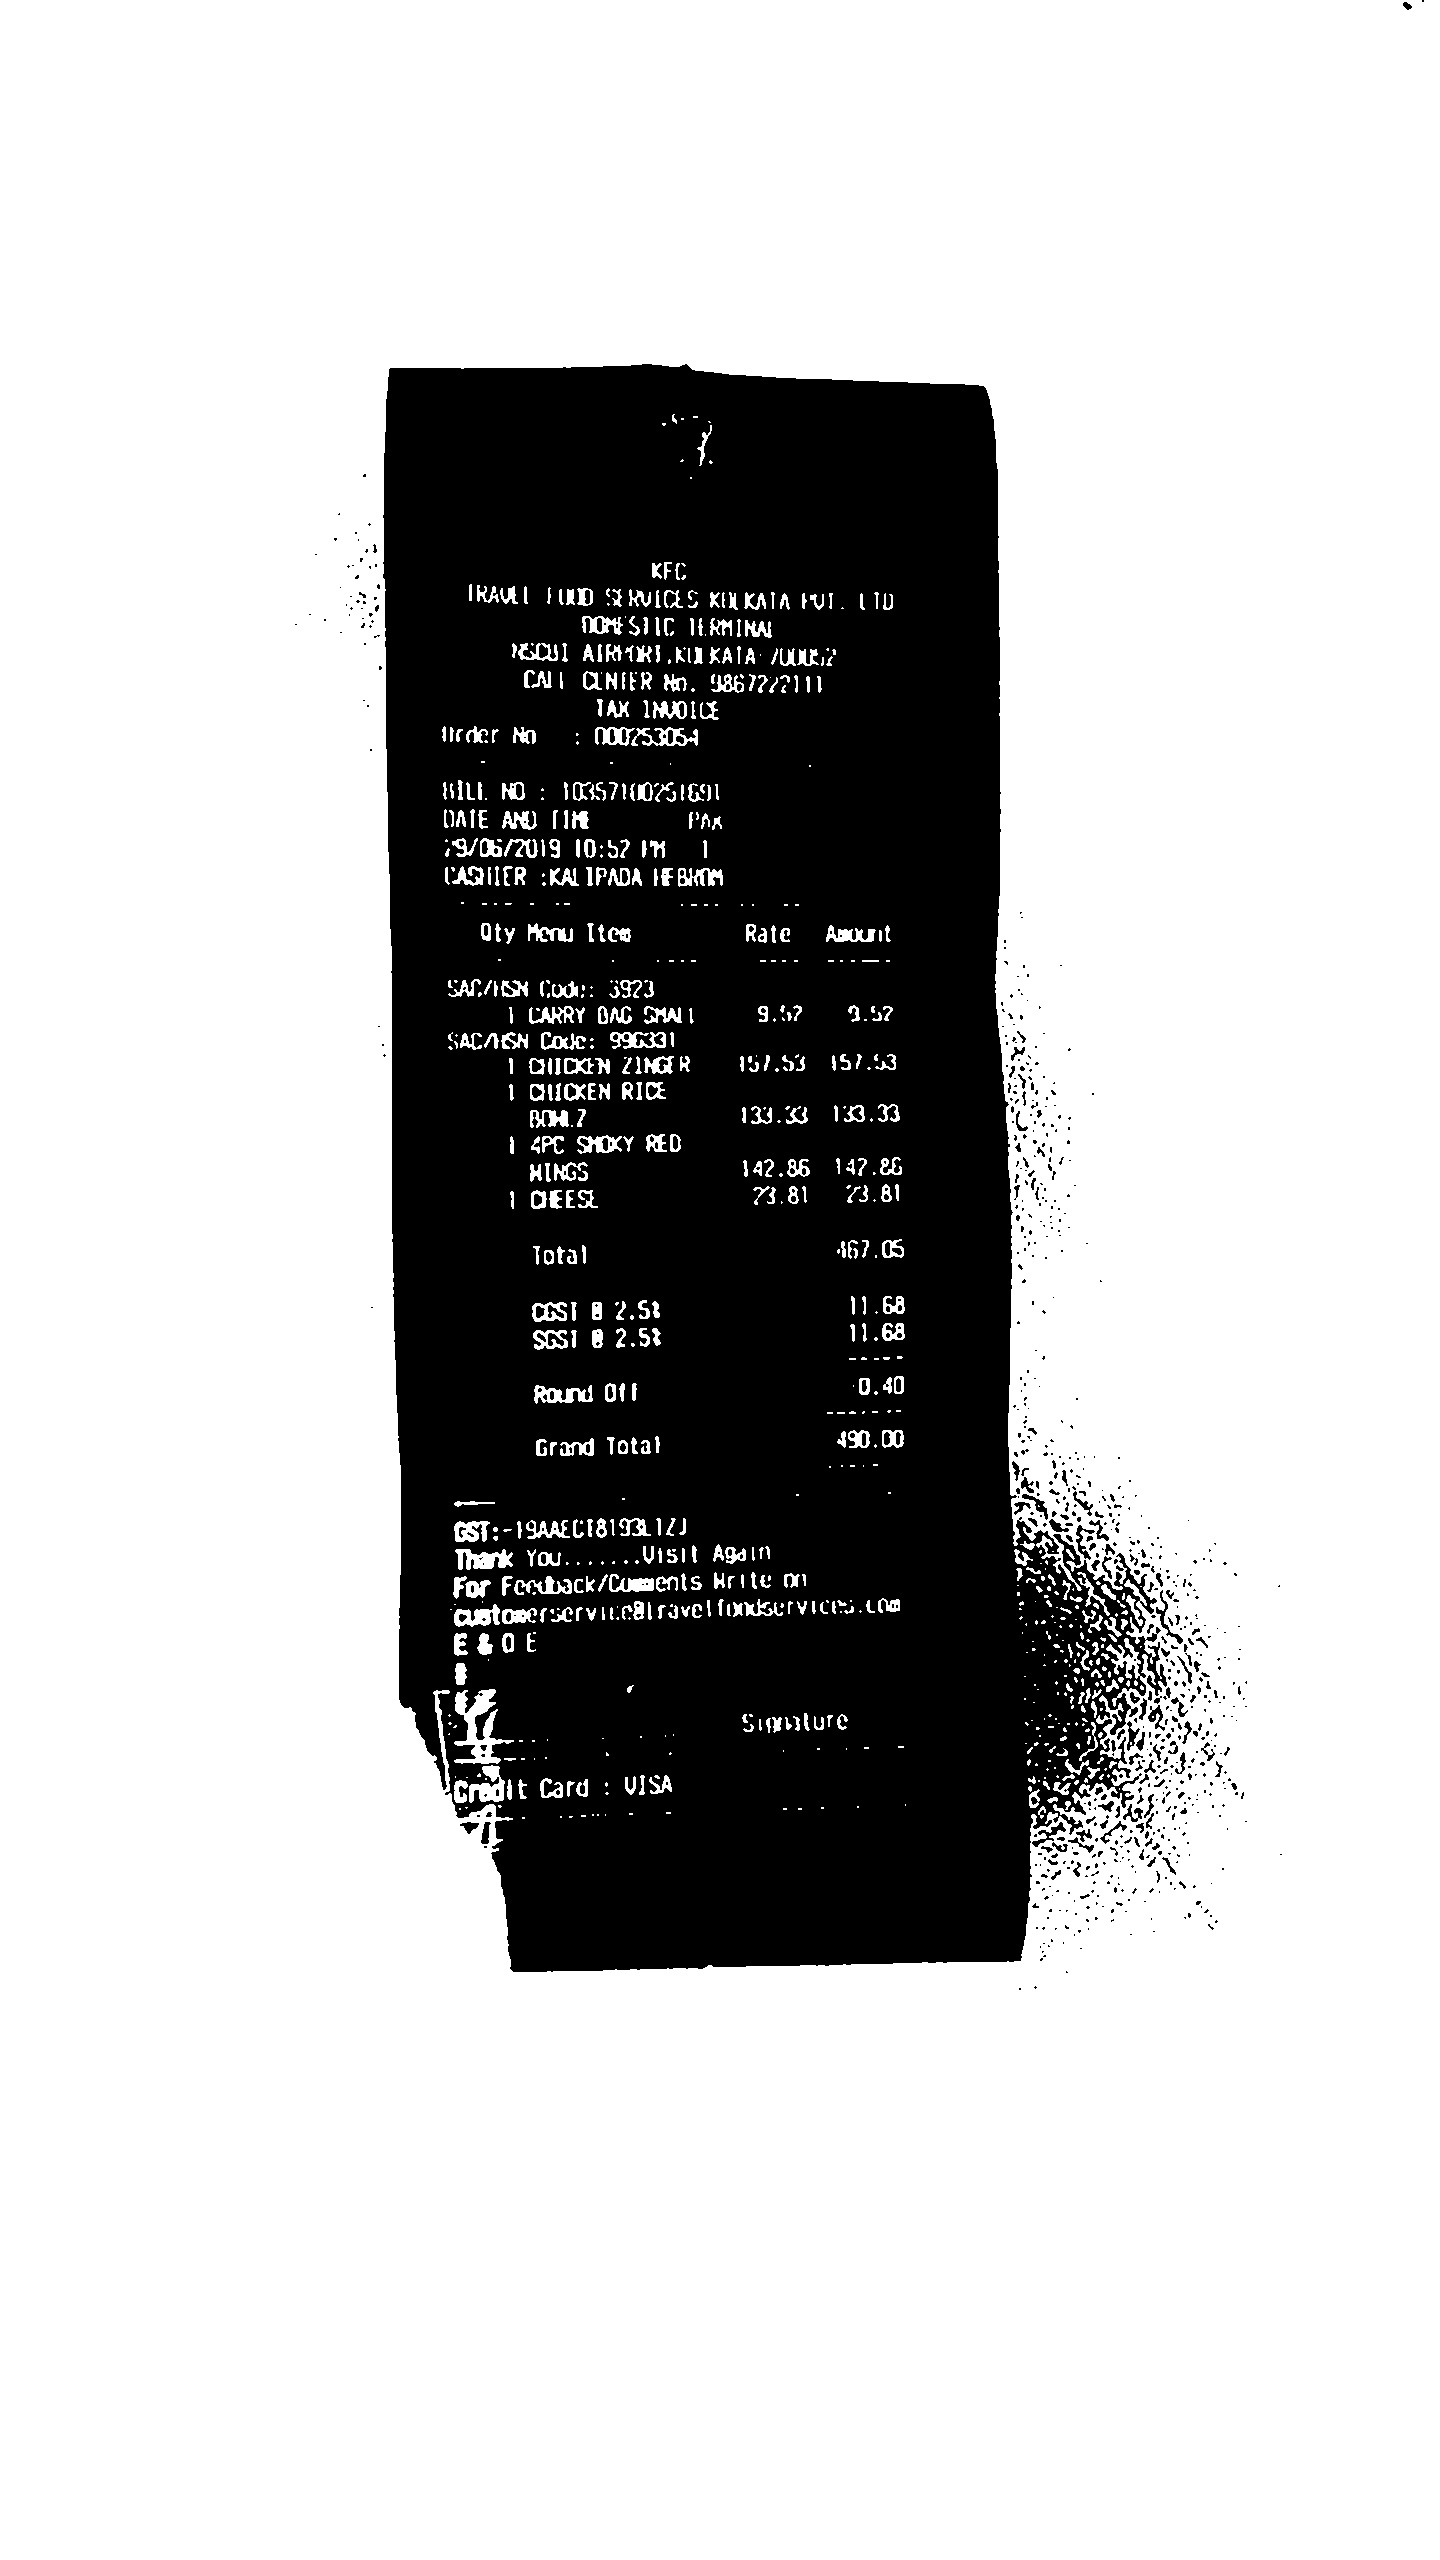 KFC
TRAVEL FOOD SERVICES KOLKATA PVT. LTD
DOMESTIC TERMINAL
NSCBI AIRPORT,KOLKATA-700052
CALL CENTER No. 9867222111
TAX INVOICE
Order No : 000253054
BILL NO : 10357100251691
DATE AND TIME PAX
29/06/2019 10:52 PM 1
CASHIER :KALIPADA HEBROM
Qty Menu Item Rate Amount
SAC/HSN Code: 3923
1 CARRY BAG SMALL 9.52 9.52
SAC/HSN Code: 996331
1 CHICKEN ZINGER 157.53 157.53
1 CHICKEN RICE
BOWLZ 133.33 133.33
1 4PC SMOKY RED
WINGS 142.86 142.86
1 CHEESE 23.81 23.81
Total 467.05
CGST @ 2.5% 11.68
SGST @ 2.5% 11.68
Round Off -0.40
Grand Total 490.00
GST:-19AAECT8193L1ZJ
Thank You.......Visit Again
For Feedback/Comments Write on
customerservice@travelfoodservices.com
E & O E
Signature
Credit Card : VISA